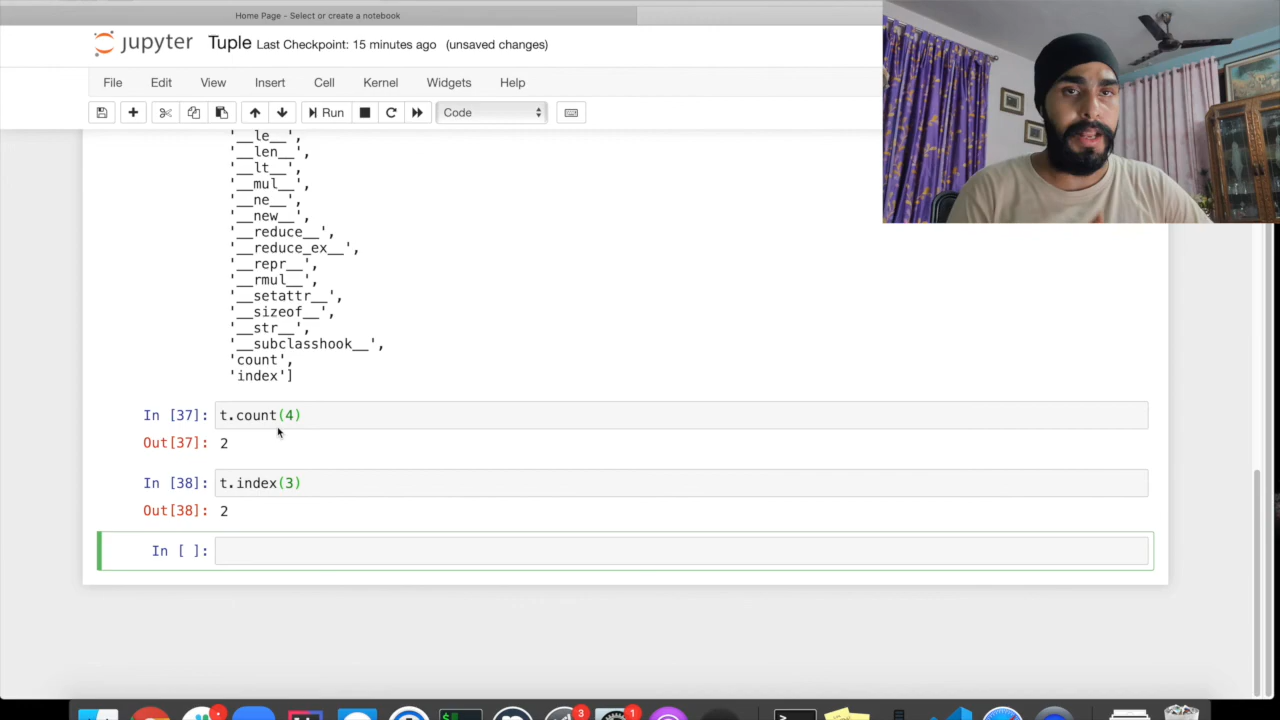 Home Page - Select or create a notebook
jupyter Tuple Last Checkpoint: 15 minutes ago (unsaved changes)
File Edit View Insert Cell Kernel Widgets Help
Run Code
'__le__',
'__len__',
'__lt__',
'__mul__',
'__ne__',
'__new__',
'__reduce__',
'__reduce_ex__',
'__repr__',
'__rmul__',
'__setattr__',
'__sizeof__',
'__str__',
'__subclasshook__',
'count',
'index']
In [37]: t.count(4)
Out[37]: 2
In [38]: t.index(3)
Out[38]: 2
In [ ]:
3 1